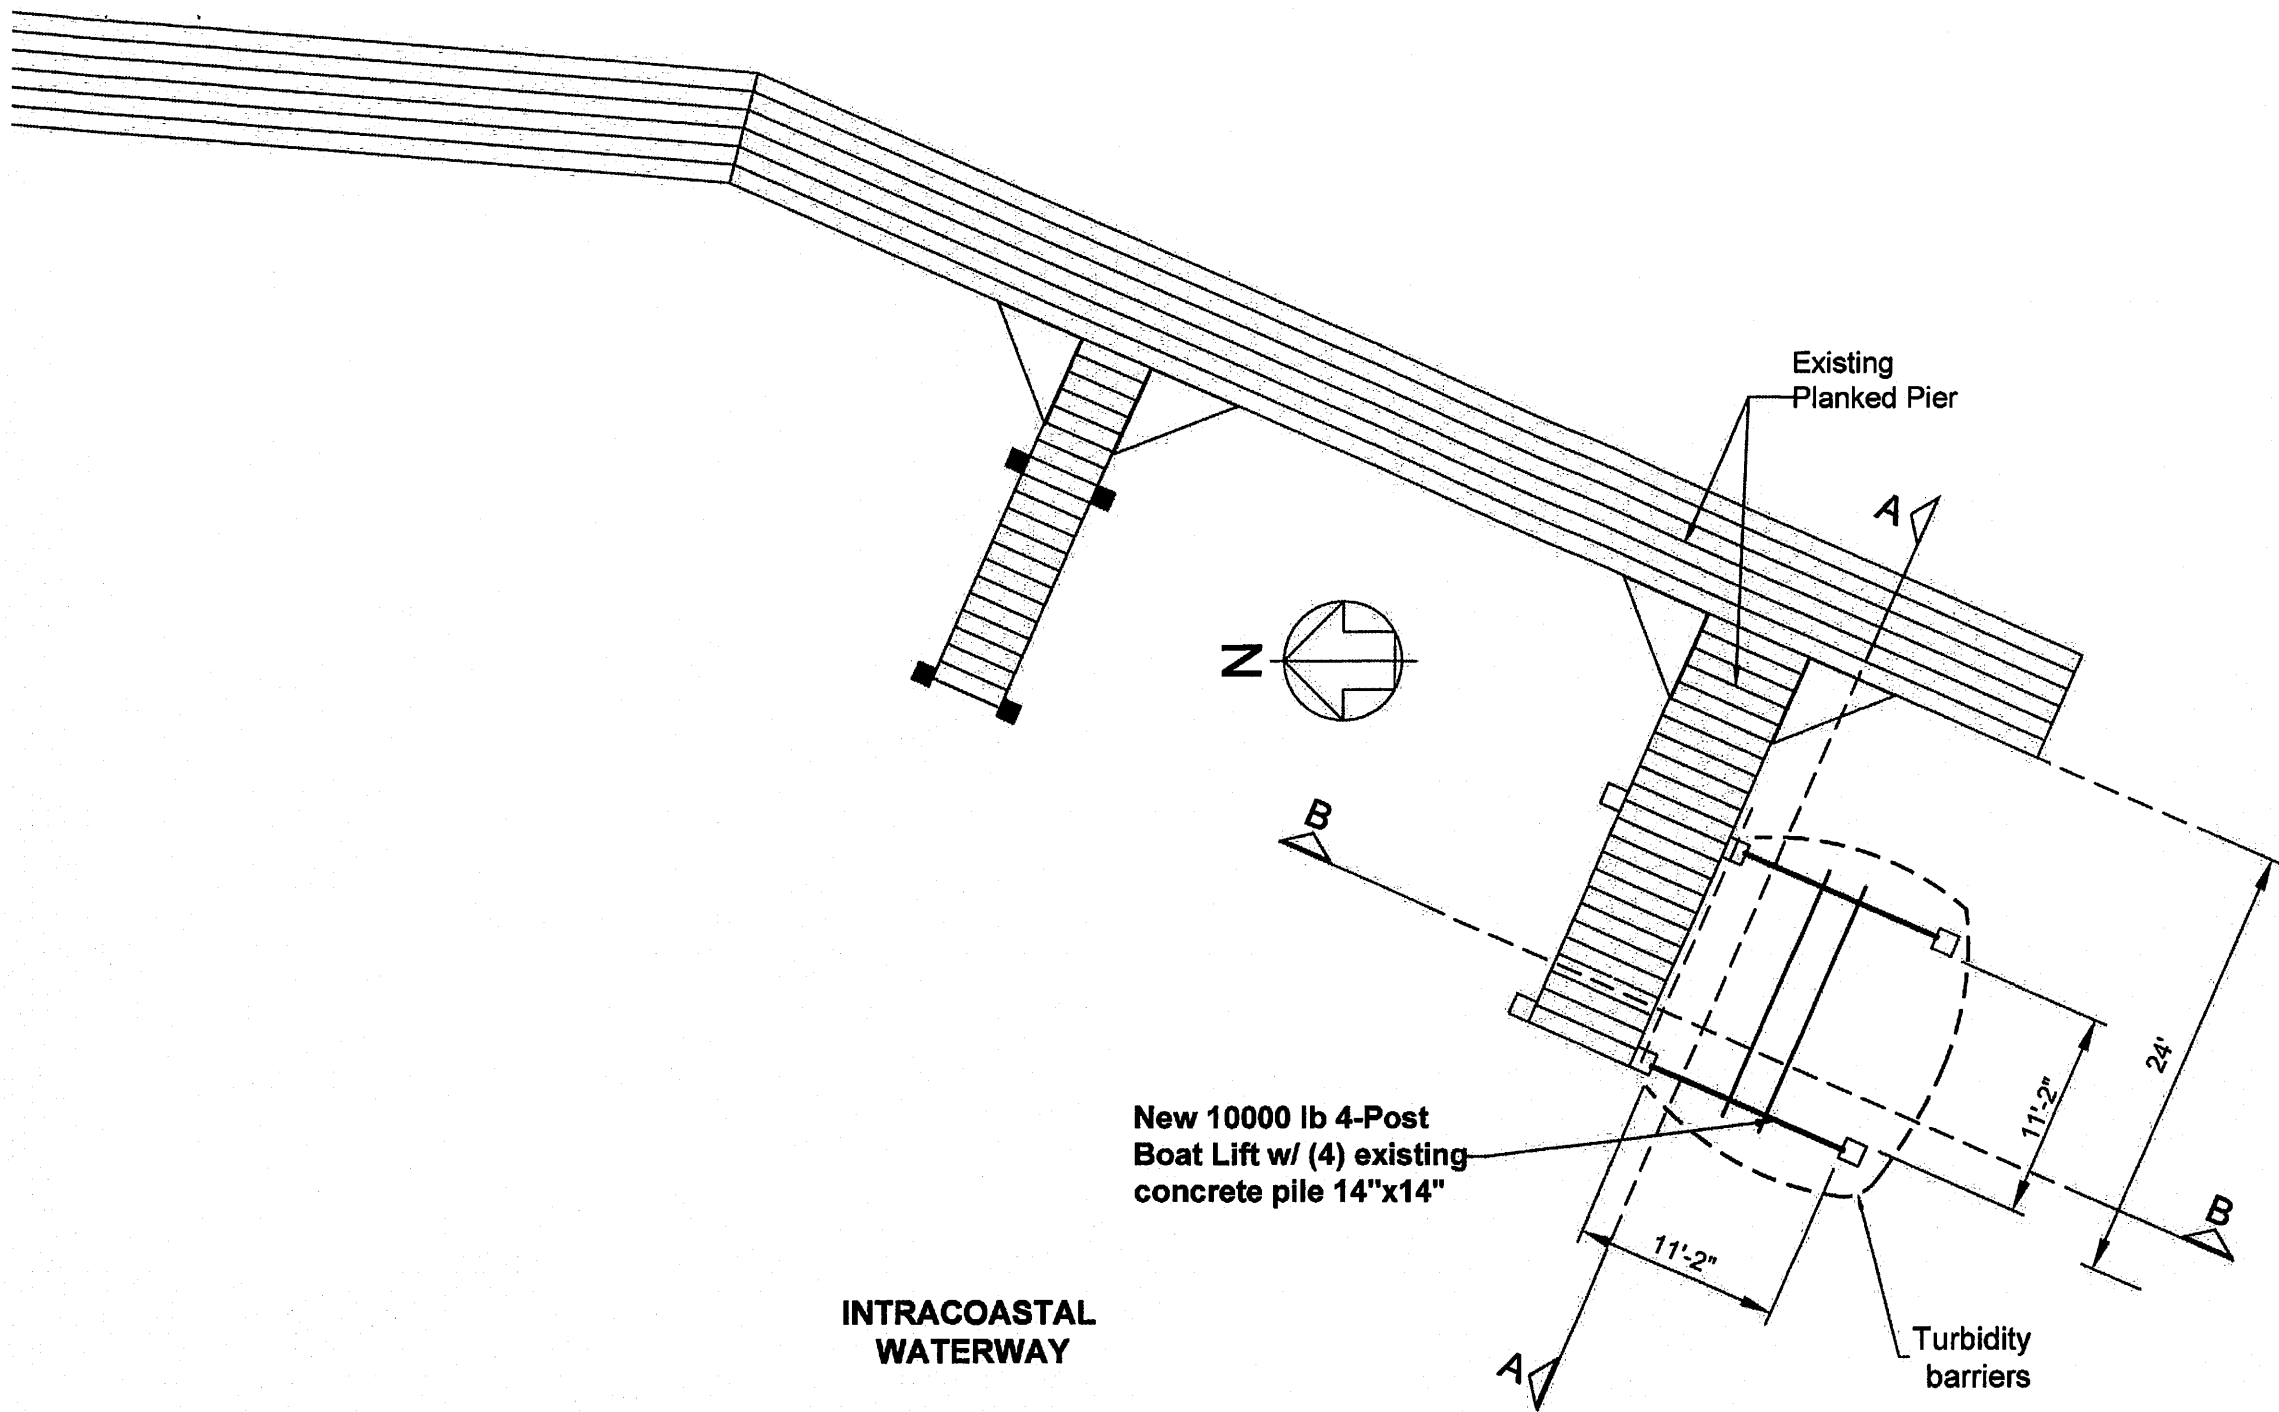 Existing
Planked Pier
A
N
B
24'
11'-2"
New 10000 lb 4-Post
Boat Lift w/ (4) existing
concrete pile 14"x14"
B
11'-2"
INTRACOASTAL
WATERWAY
Turbidity
barriers
A